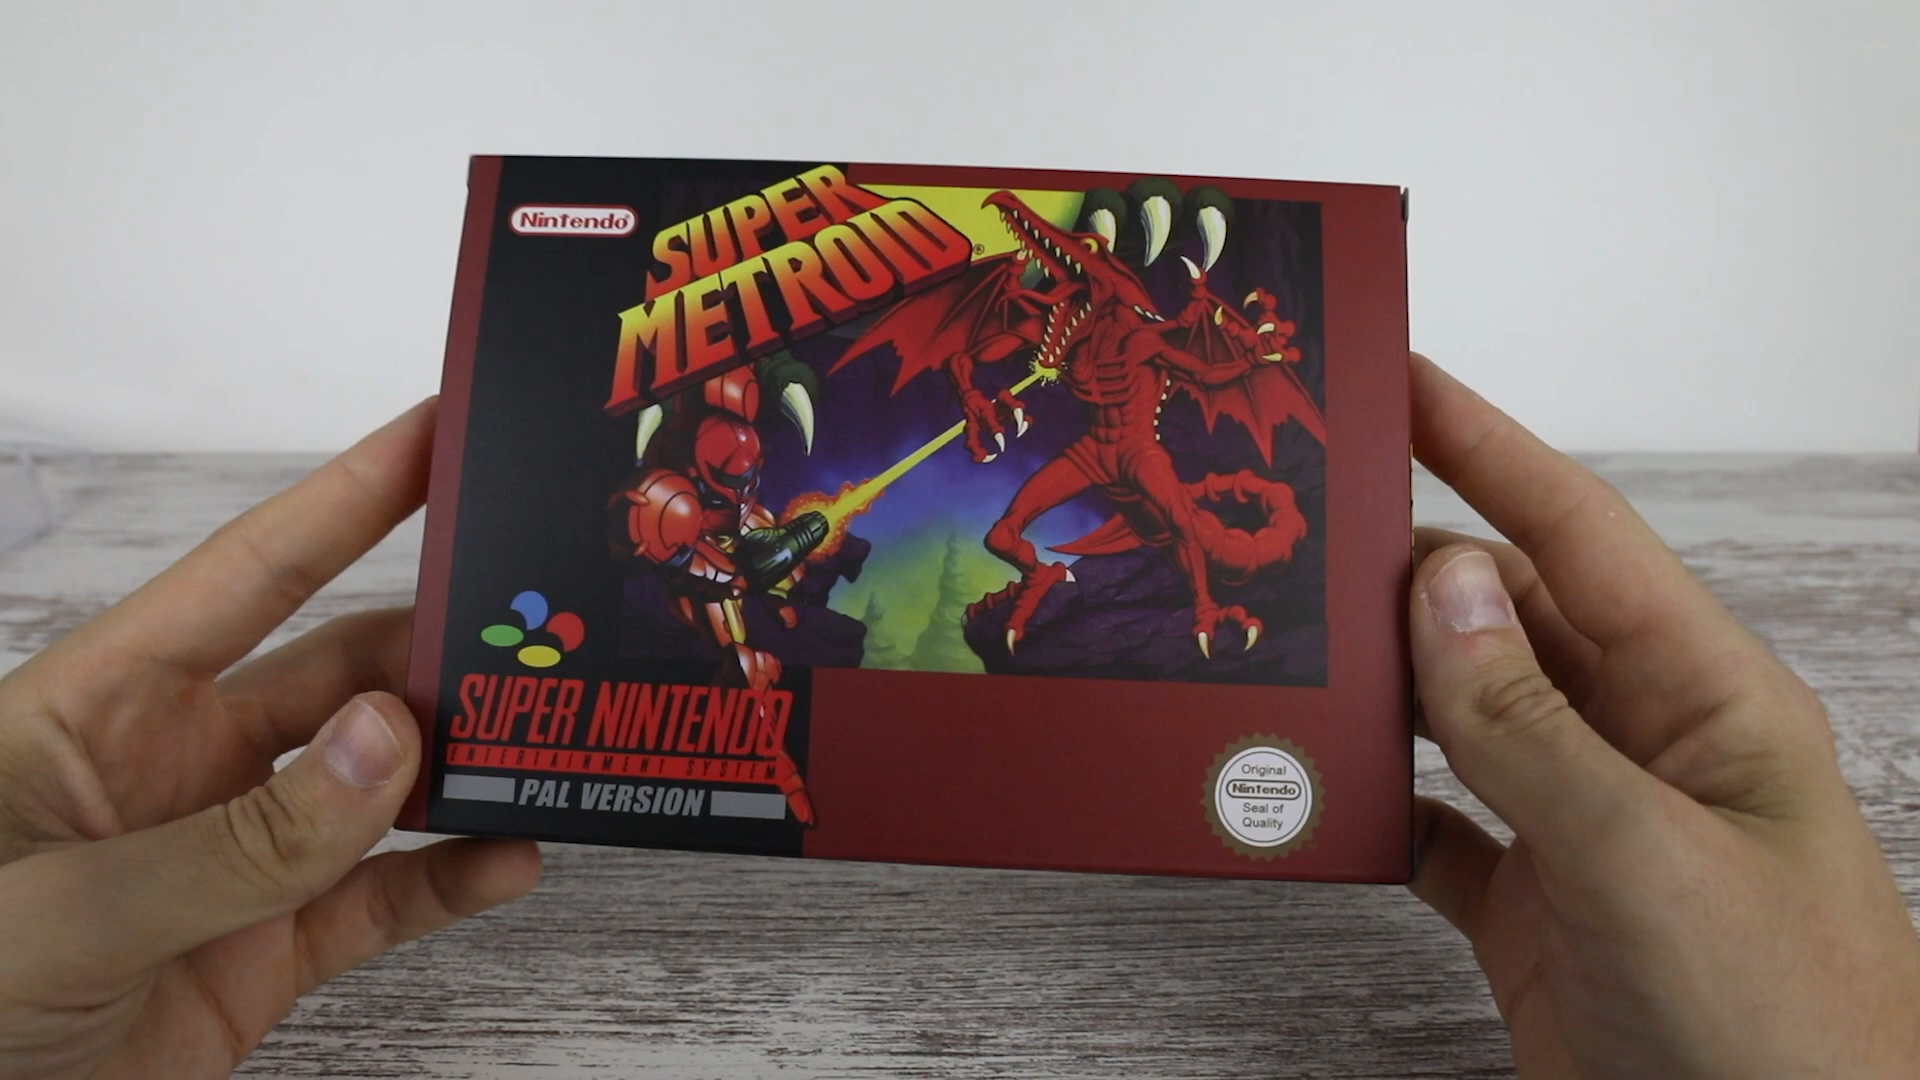 Nintendo®
SUPER
METROID®
SUPER NINTENDO
ENTERTAINMENT SYSTEM
PAL VERSION
Original
Nintendo
Seal of
Quality